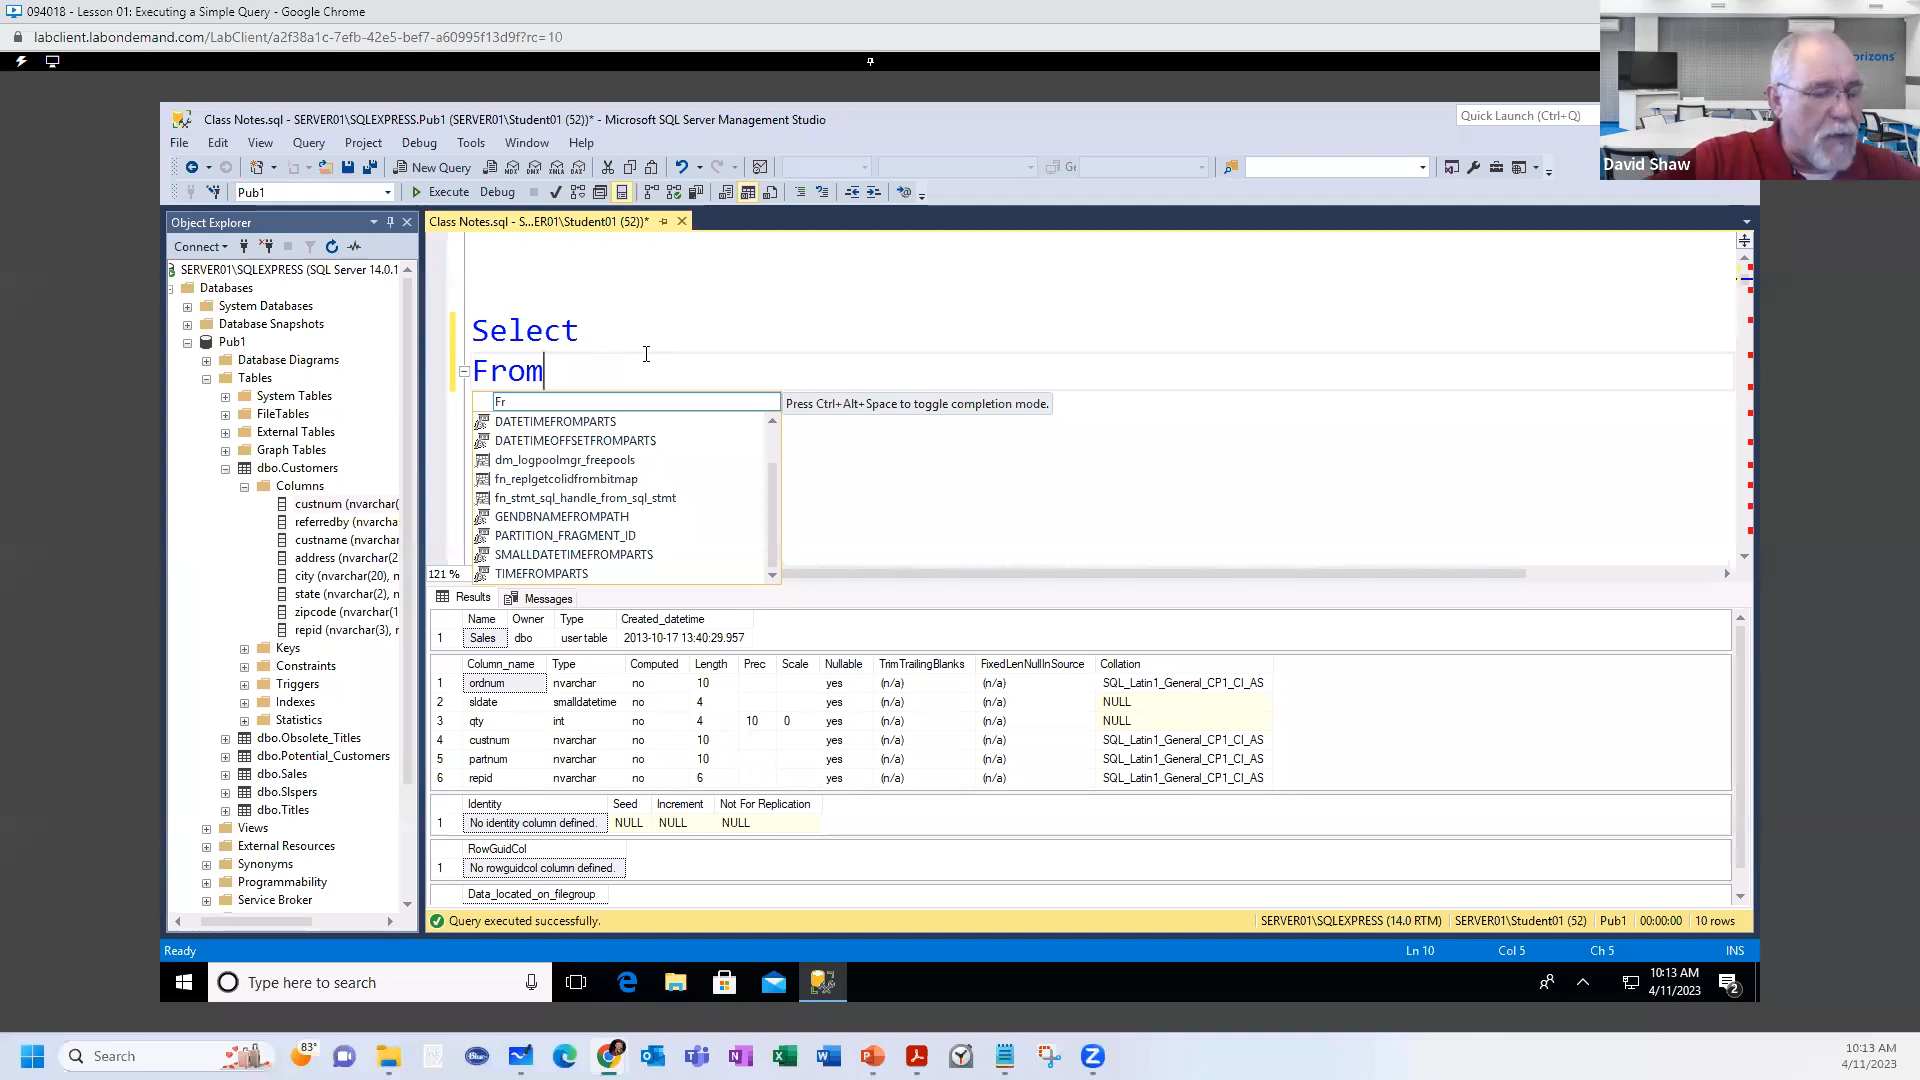 094018 - Lesson 01: Executing a Simple Query - Google Chrome
labclient.labondemand.com/LabClient/a2f38a1c-7efb-42e5-bef7-a60995f13d9f?rc=10
orizons
David Shaw
Class Notes.sql - SERVER01\SQLEXPRESS.Pub1 (SERVER01\Student01 (52))* - Microsoft SQL Server Management Studio
Quick Launch (Ctrl+Q)
File Edit View Query Project Debug Tools Window Help
New Query
Pub1 Execute Debug
Object Explorer
Connect
SERVER01\SQLEXPRESS (SQL Server 14.0.1
Databases
System Databases
Database Snapshots
Pub1
Database Diagrams
Tables
System Tables
FileTables
External Tables
Graph Tables
dbo.Customers
Columns
custnum (nvarchar(
referredby (nvarcha
custname (nvarchar(
address (nvarchar(2
city (nvarchar(20), n
state (nvarchar(2), n
zipcode (nvarchar(1
repid (nvarchar(3), r
Keys
Constraints
Triggers
Indexes
Statistics
dbo.Obsolete_Titles
dbo.Potential_Customers
dbo.Sales
dbo.Slspers
dbo.Titles
Views
External Resources
Synonyms
Programmability
Service Broker
Class Notes.sql - S...ER01\Student01 (52))*
Select
From
Fr
Press Ctrl+Alt+Space to toggle completion mode.
DATETIMEFROMPARTS
DATETIMEOFFSETFROMPARTS
dm_logpoolmgr_freepools
fn_replgetcolidfrombitmap
fn_stmt_sql_handle_from_sql_stmt
GENDBNAMEFROMPATH
PARTITION_FRAGMENT_ID
SMALLDATETIMEFROMPARTS
TIMEFROMPARTS
121 %
Results Messages
Name Owner Type Created_datetime
1 Sales dbo user table 2013-10-17 13:40:29.957
Column_name Type Computed Length Prec Scale Nullable TrimTrailingBlanks FixedLenNullInSource Collation
1 ordnum nvarchar no 10 yes (n/a) (n/a) SQL_Latin1_General_CP1_CI_AS
2 sldate smalldatetime no 4 yes (n/a) (n/a) NULL
3 qty int no 4 10 0 yes (n/a) (n/a) NULL
4 custnum nvarchar no 10 yes (n/a) (n/a) SQL_Latin1_General_CP1_CI_AS
5 partnum nvarchar no 10 yes (n/a) (n/a) SQL_Latin1_General_CP1_CI_AS
6 repid nvarchar no 6 yes (n/a) (n/a) SQL_Latin1_General_CP1_CI_AS
Identity Seed Increment Not For Replication
1 No identity column defined. NULL NULL NULL
RowGuidCol
1 No rowguidcol column defined.
Data_located_on_filegroup
Query executed successfully. SERVER01\SQLEXPRESS (14.0 RTM) SERVER01\Student01 (52) Pub1 00:00:00 10 rows
Ready Ln 10 Col 5 Ch 5 INS
Type here to search
10:13 AM
4/11/2023
2
Search
83°
10:13 AM
4/11/2023